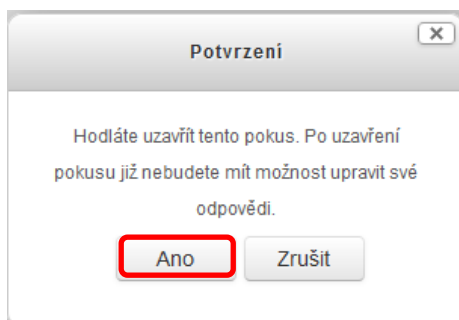 Potvrzení
Hodláte uzavřít tento pokus. Po uzavření
pokusu již nebudete mít možnost upravit své
odpovědi.
Ano Zrušit